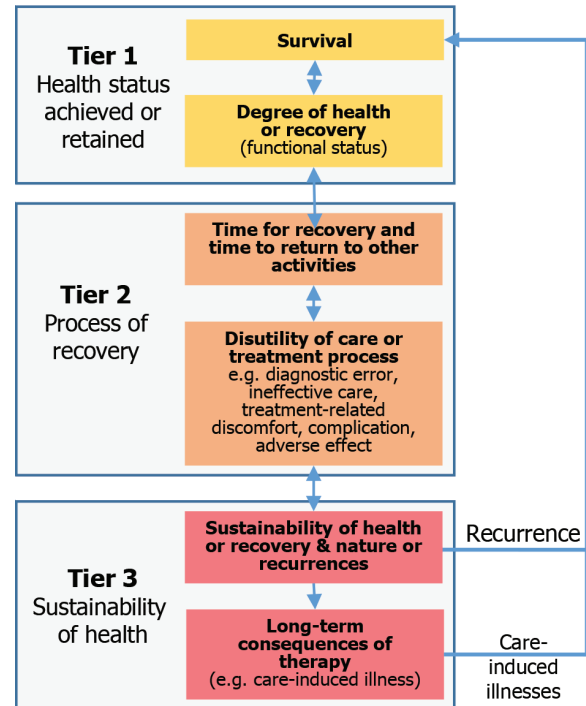 Tier 1
Health status
achieved or
retained
Survival
Degree of health
or recovery
(functional status)
Tier 2
Process of
recovery
Time for recovery and
time to return to other
activities
Disutility of care or
treatment process
e.g. diagnostic error,
ineffective care,
treatment-related
discomfort, complication,
adverse effect
Tier 3
Sustainability
of health
Sustainability of health
or recovery & nature or
recurrences
Recurrence
Long-term
consequences of
therapy
(e.g. care-induced illness)
Care-
induced
illnesses